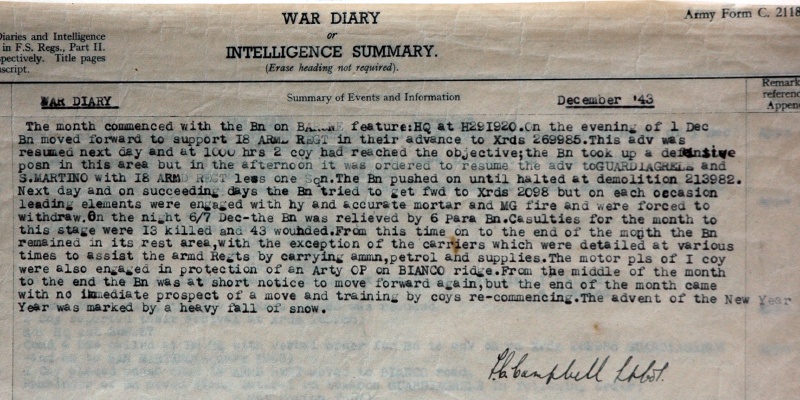 WAR DIARY
Army Form C. 2118
or
Diaries and Intelligence
in F.S. Regs., Part II.
INTELLIGENCE SUMMARY.
Title pages
(Erase heading not required).
WAR DIARY Summary of Events and Information December '43
The month commenced with the Bn on feature:HQ at H291920.On the evening of 1 Dec
Bn moved forward to support I8 ARMD REGT in their advance to Xrds 269985.This adv was
resumed next day and at I000 hrs 2 coy had reached the objective;the Bn took up a definitive
posn in this area but in the afternoon it was ordered to resume the adv toGUARDIAGRELE and
S.MARTINO with I8 ARMD REGT less one Sqn.The Bn pushed on until halted at demolition 213982.
Next day and on succeeding days the Bn tried to get fwd to Xrds 2098 but on each occasion
leading elements were engaged with hy and accurate mortar and MG fire and were forced to
withdraw.On the night 6/7 Dec-the Bn was relieved by 6 Para Bn.Casulties for the month to
this stage were I3 killed and 43 wounded.From this time on to the end of the month the Bn
remained in its rest area,with the exception of the carriers which were detailed at various
times to assist the armd Regts by carrying ammn,petrol and supplies.The motor pls of I coy
were also engaged in protection of an Arty OP on BIANCO ridge.From the middle of the month
to the end the Bn was at short notice to move forward again,but the end of the month came
with no immediate prospect of a move and training by coys re-commencing.The advent of the New Year
Year was marked by a heavy fall of snow.
Campbell